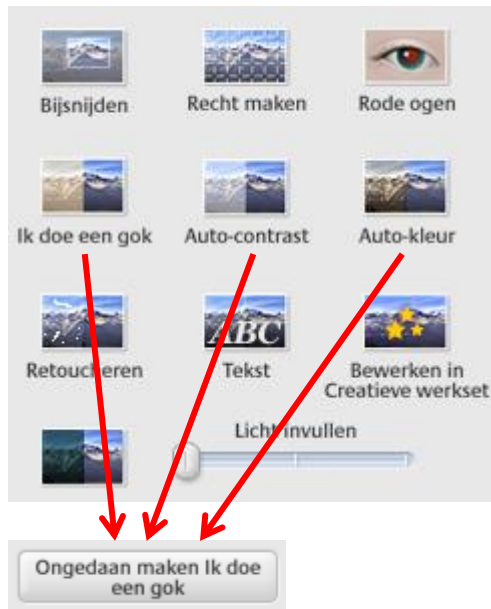 Bijsnijden
Recht maken
Rode ogen
Ik doe een gok
Auto-contrast
Auto-kleur
Retoucheren
ABC
Tekst
Bewerken in
Creatieve werkset
Licht invullen
Ongedaan maken Ik doe
een gok